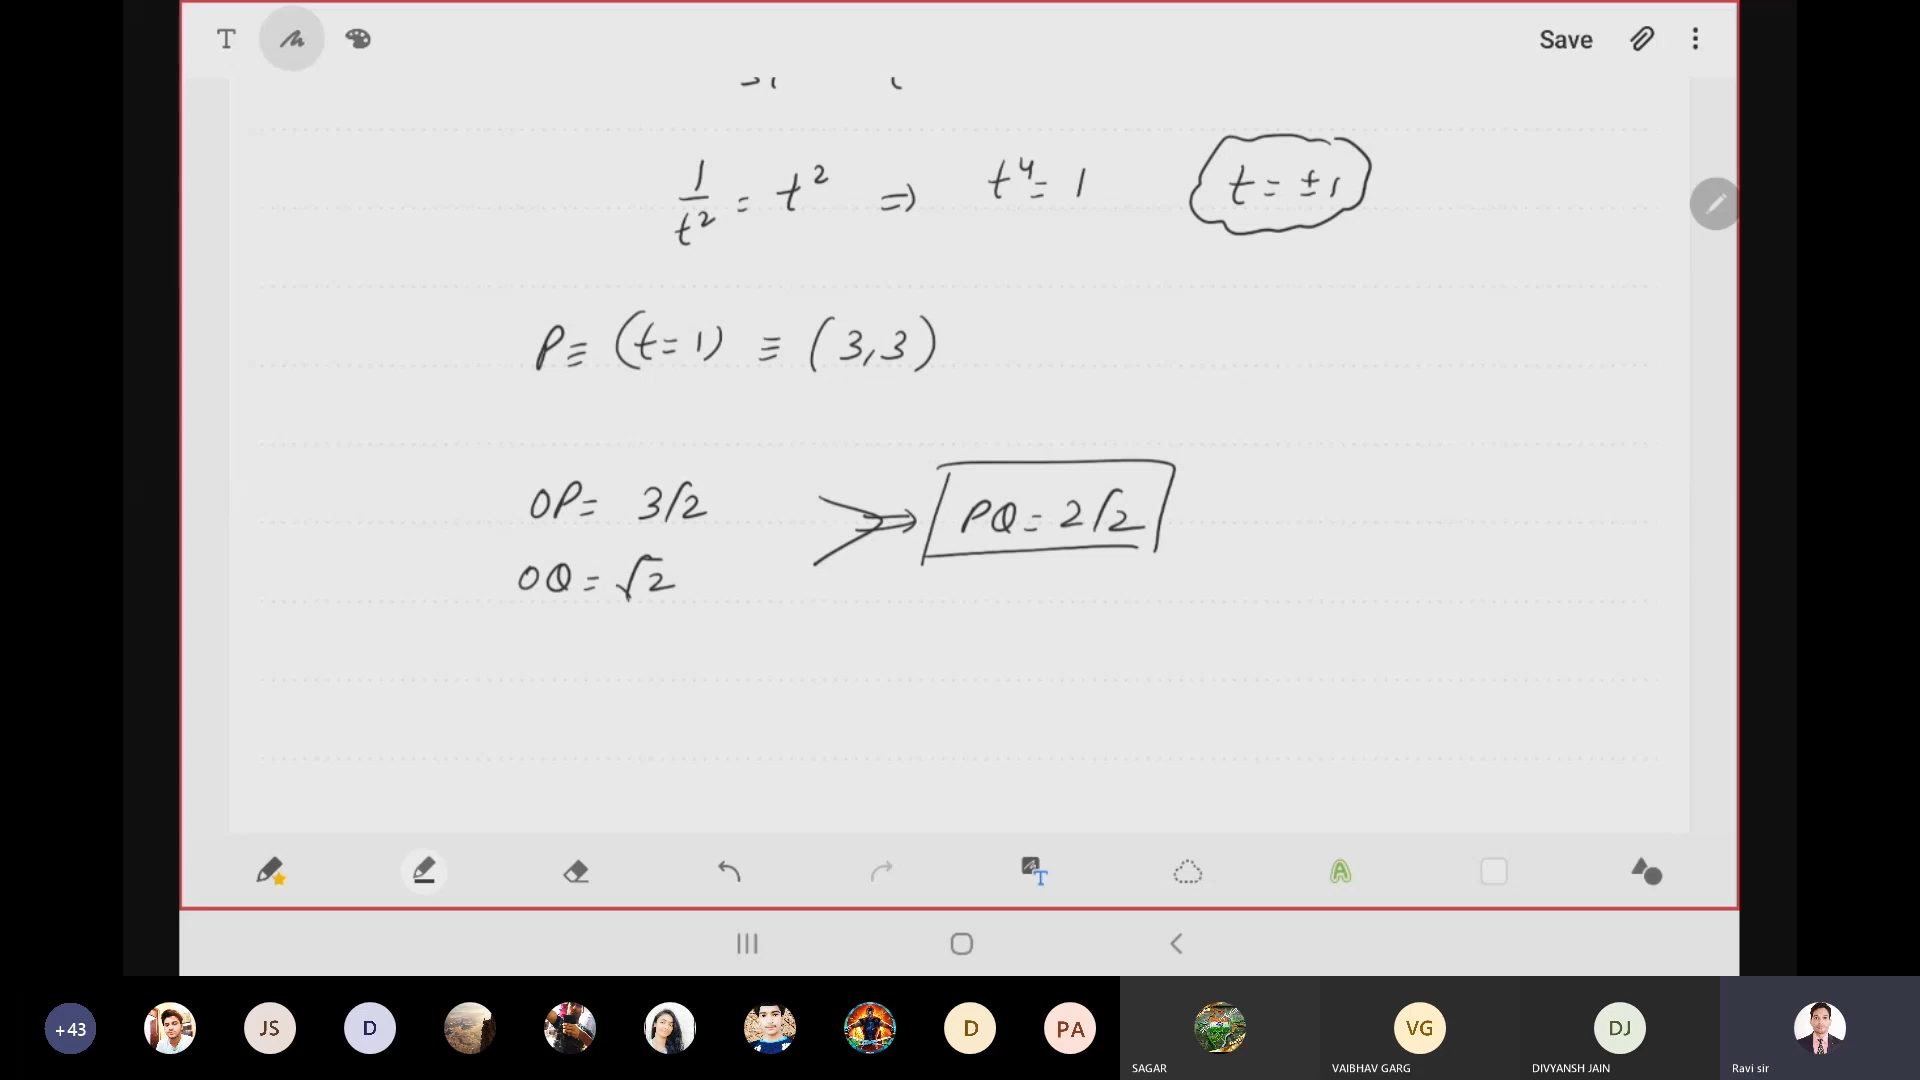 T
Save
1/t² = t² ⇒ t⁴ = 1 t = ±1
P ≡ (t = 1) ≡ (3,3)
OP = 3√2
PQ = 2√2
OQ = √2
T
A
+43
JS
D
D
PA
VG
DJ
SAGAR
VAIBHAV GARG
DIVYANSH JAIN
Ravi sir